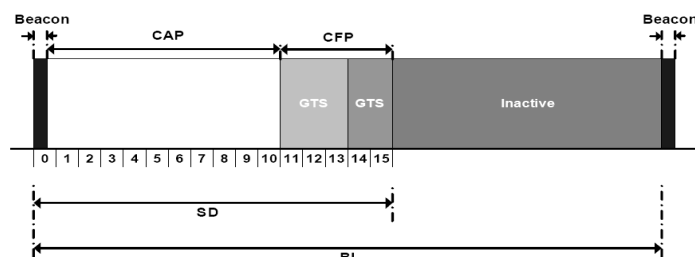 Beacon Beacon
CAP CFP
GTS GTS Inactive
0 1 2 3 4 5 6 7 8 9 10 11 12 13 14 15
SD